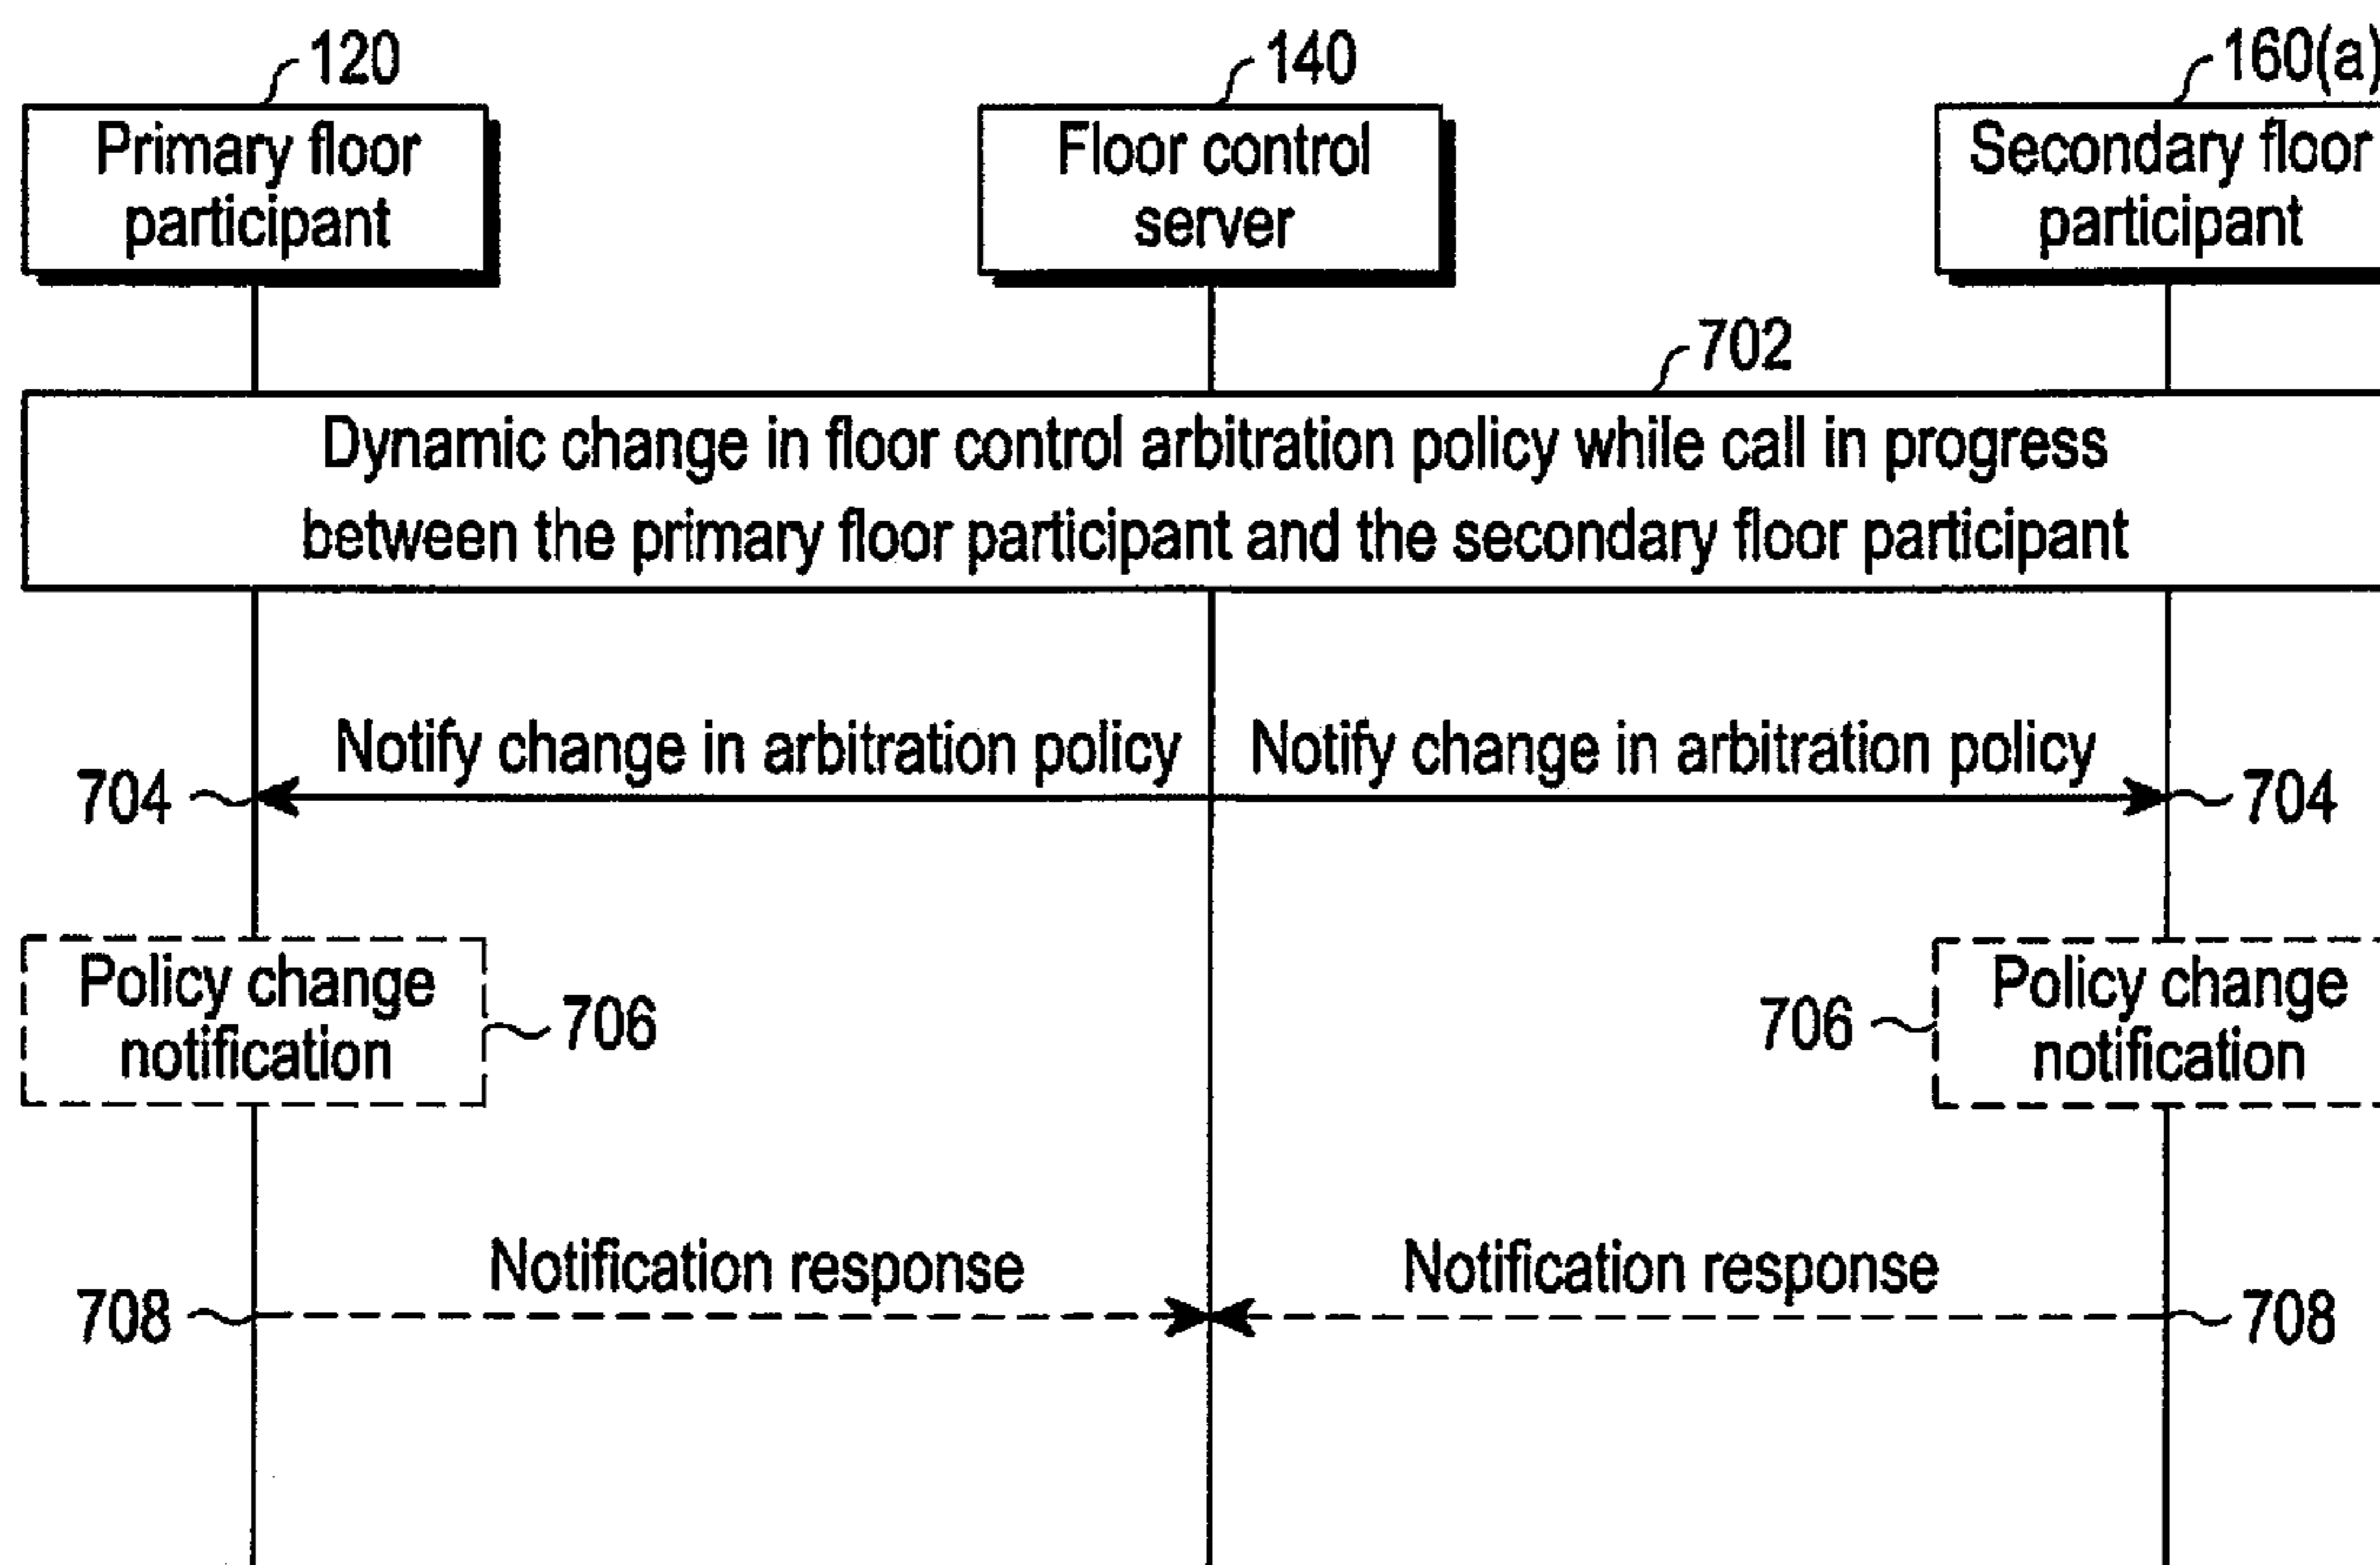 120
140
160(a)
Primary floor
participant
Floor control
server
Secondary floor
participant
702
Dynamic change in floor control arbitration policy while call in progress
between the primary floor participant and the secondary floor participant
Notify change in arbitration policy
Notify change in arbitration policy
704
704
Policy change
notification
706
706
Policy change
notification
Notification response
Notification response
708
708